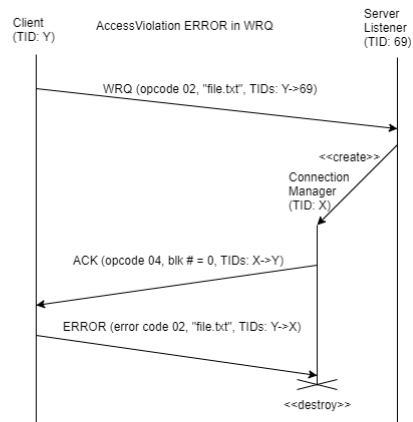 Client
(TID: Y)
AccessViolation ERROR in WRQ
Server
Listener
(TID: 69)
WRQ (opcode 02, "file.txt", TIDs: Y->69)
<<create>>
Connection
Manager
(TID: X)
ACK (opcode 04, blk # = 0, TIDs: X->Y)
ERROR (error code 02, "file.txt", TIDs: Y->X)
<<destroy>>